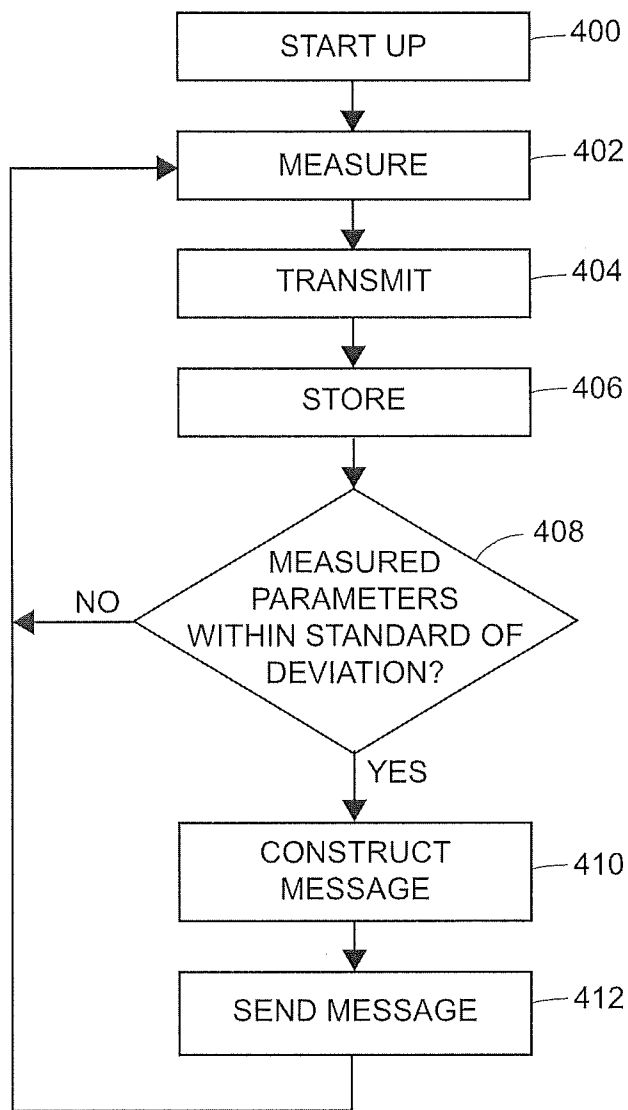 START UP
400
MEASURE
402
TRANSMIT
404
STORE
406
408
MEASURED
PARAMETERS
WITHIN STANDARD OF
DEVIATION?
NO
YES
CONSTRUCT
MESSAGE
410
SEND MESSAGE
412